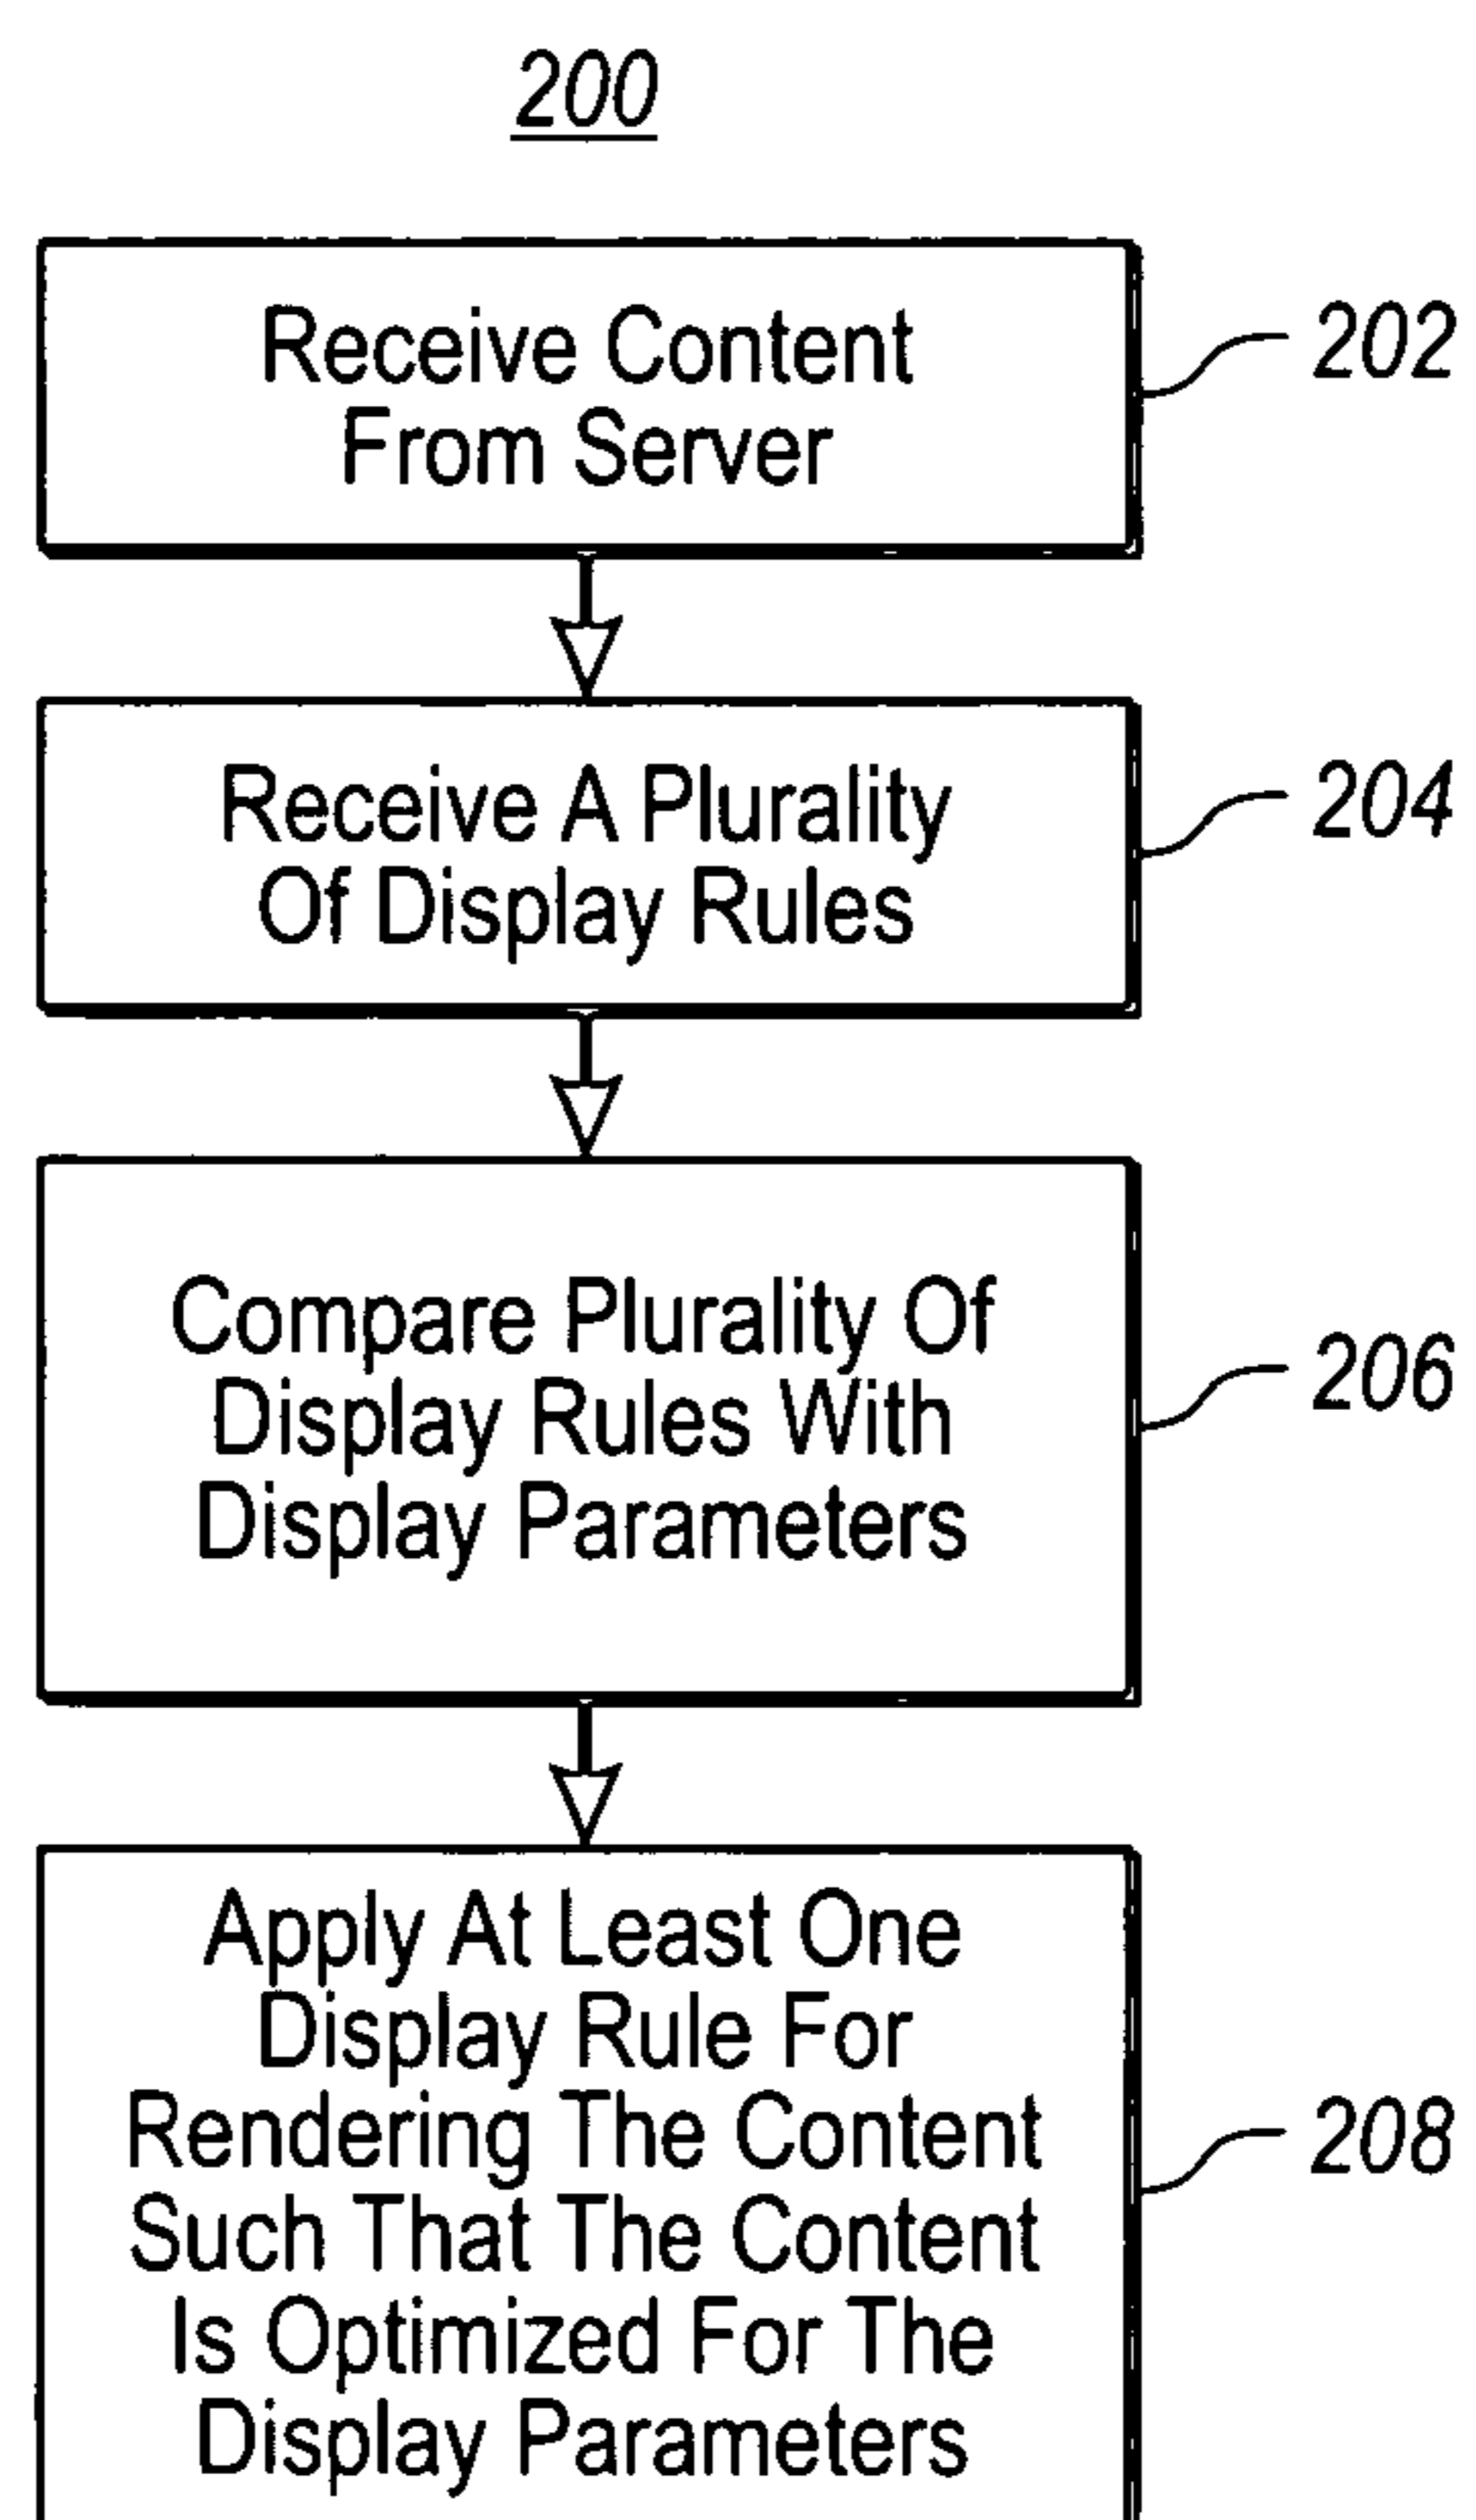 200
Receive Content
From Server
202
Receive A Plurality
Of Display Rules
204
Compare Plurality Of
Display Rules With
Display Parameters
206
Apply At Least One
Display Rule For
Rendering The Content
Such That The Content
Is Optimized For The
Display Parameters
208